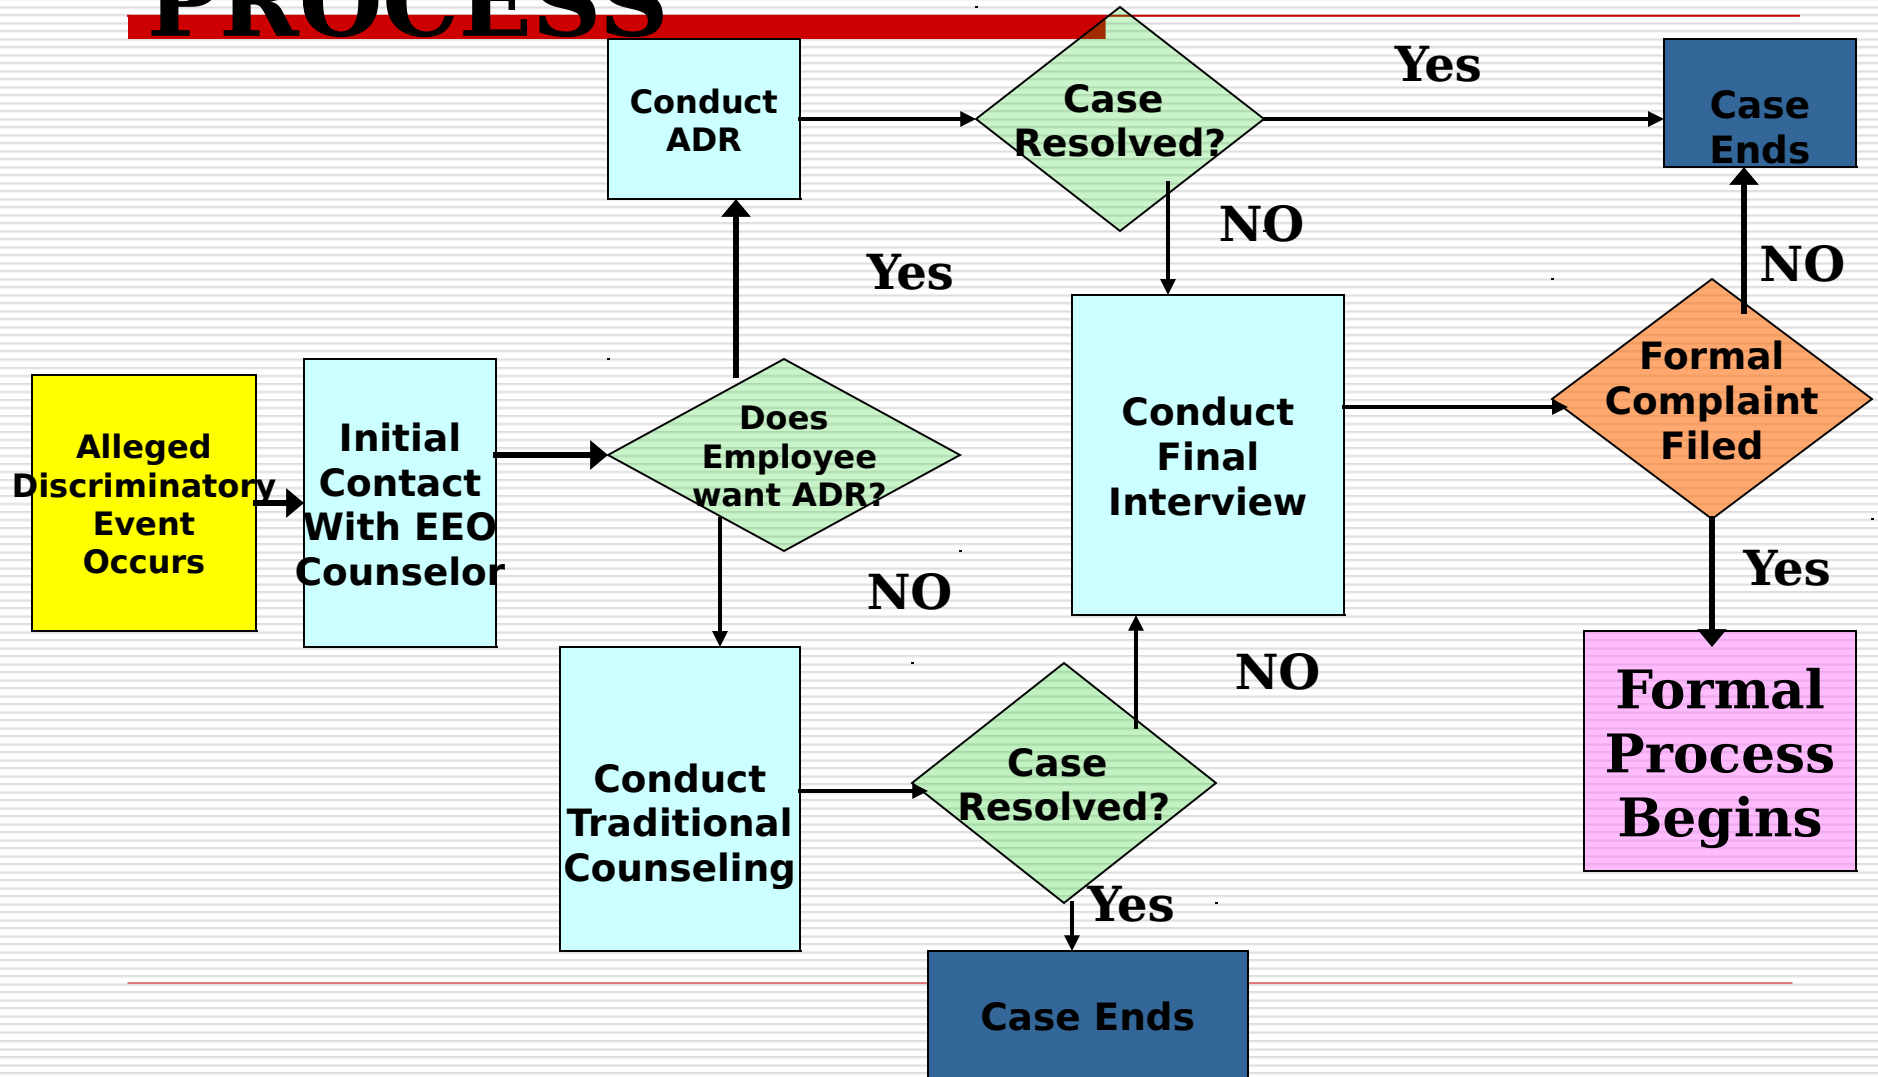 PROCESS
Conduct
ADR
Case
Resolved?
Yes
Case
Ends
NO
Yes
NO
Alleged
Discriminatory
Event
Occurs
Initial
Contact
With EEO
Counselor
Does
Employee
want ADR?
Conduct
Final
Interview
Formal
Complaint
Filed
NO
Yes
NO
Conduct
Traditional
Counseling
Case
Resolved?
Yes
Formal
Process
Begins
Case Ends